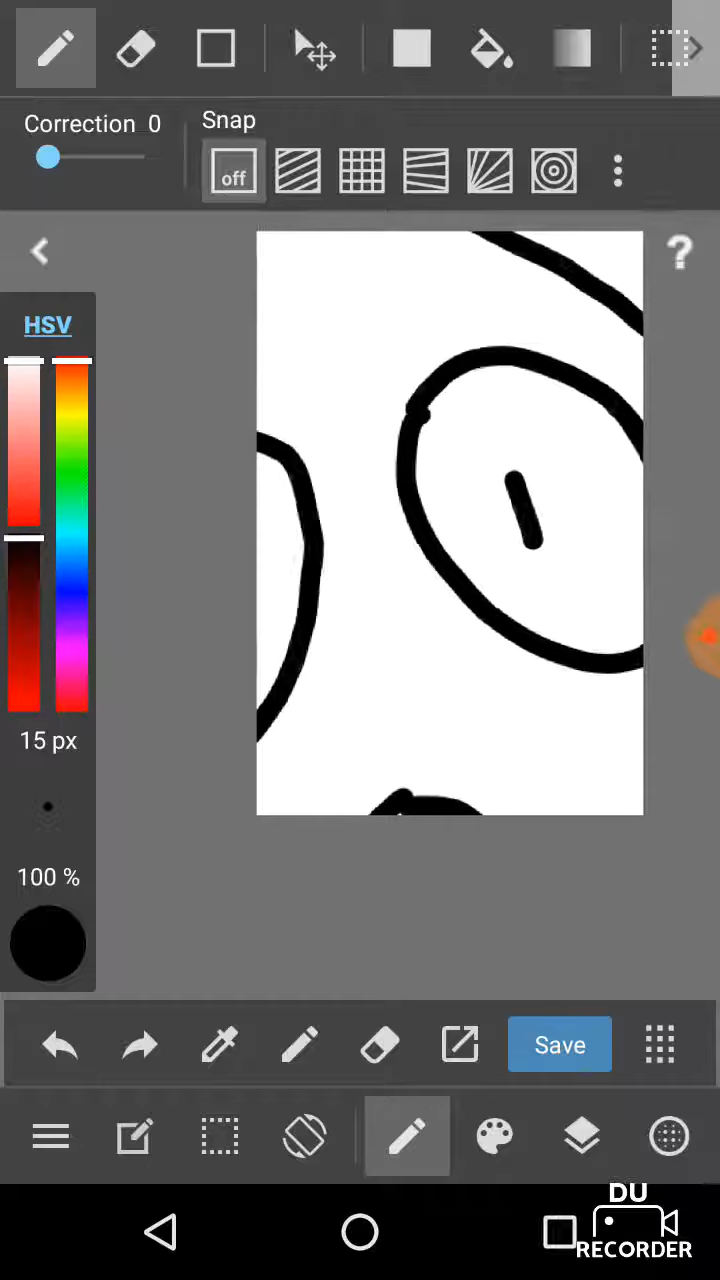 Correction 0
Snap
off
?
HSV
15 px
100 %
Save
DU
RECORDER